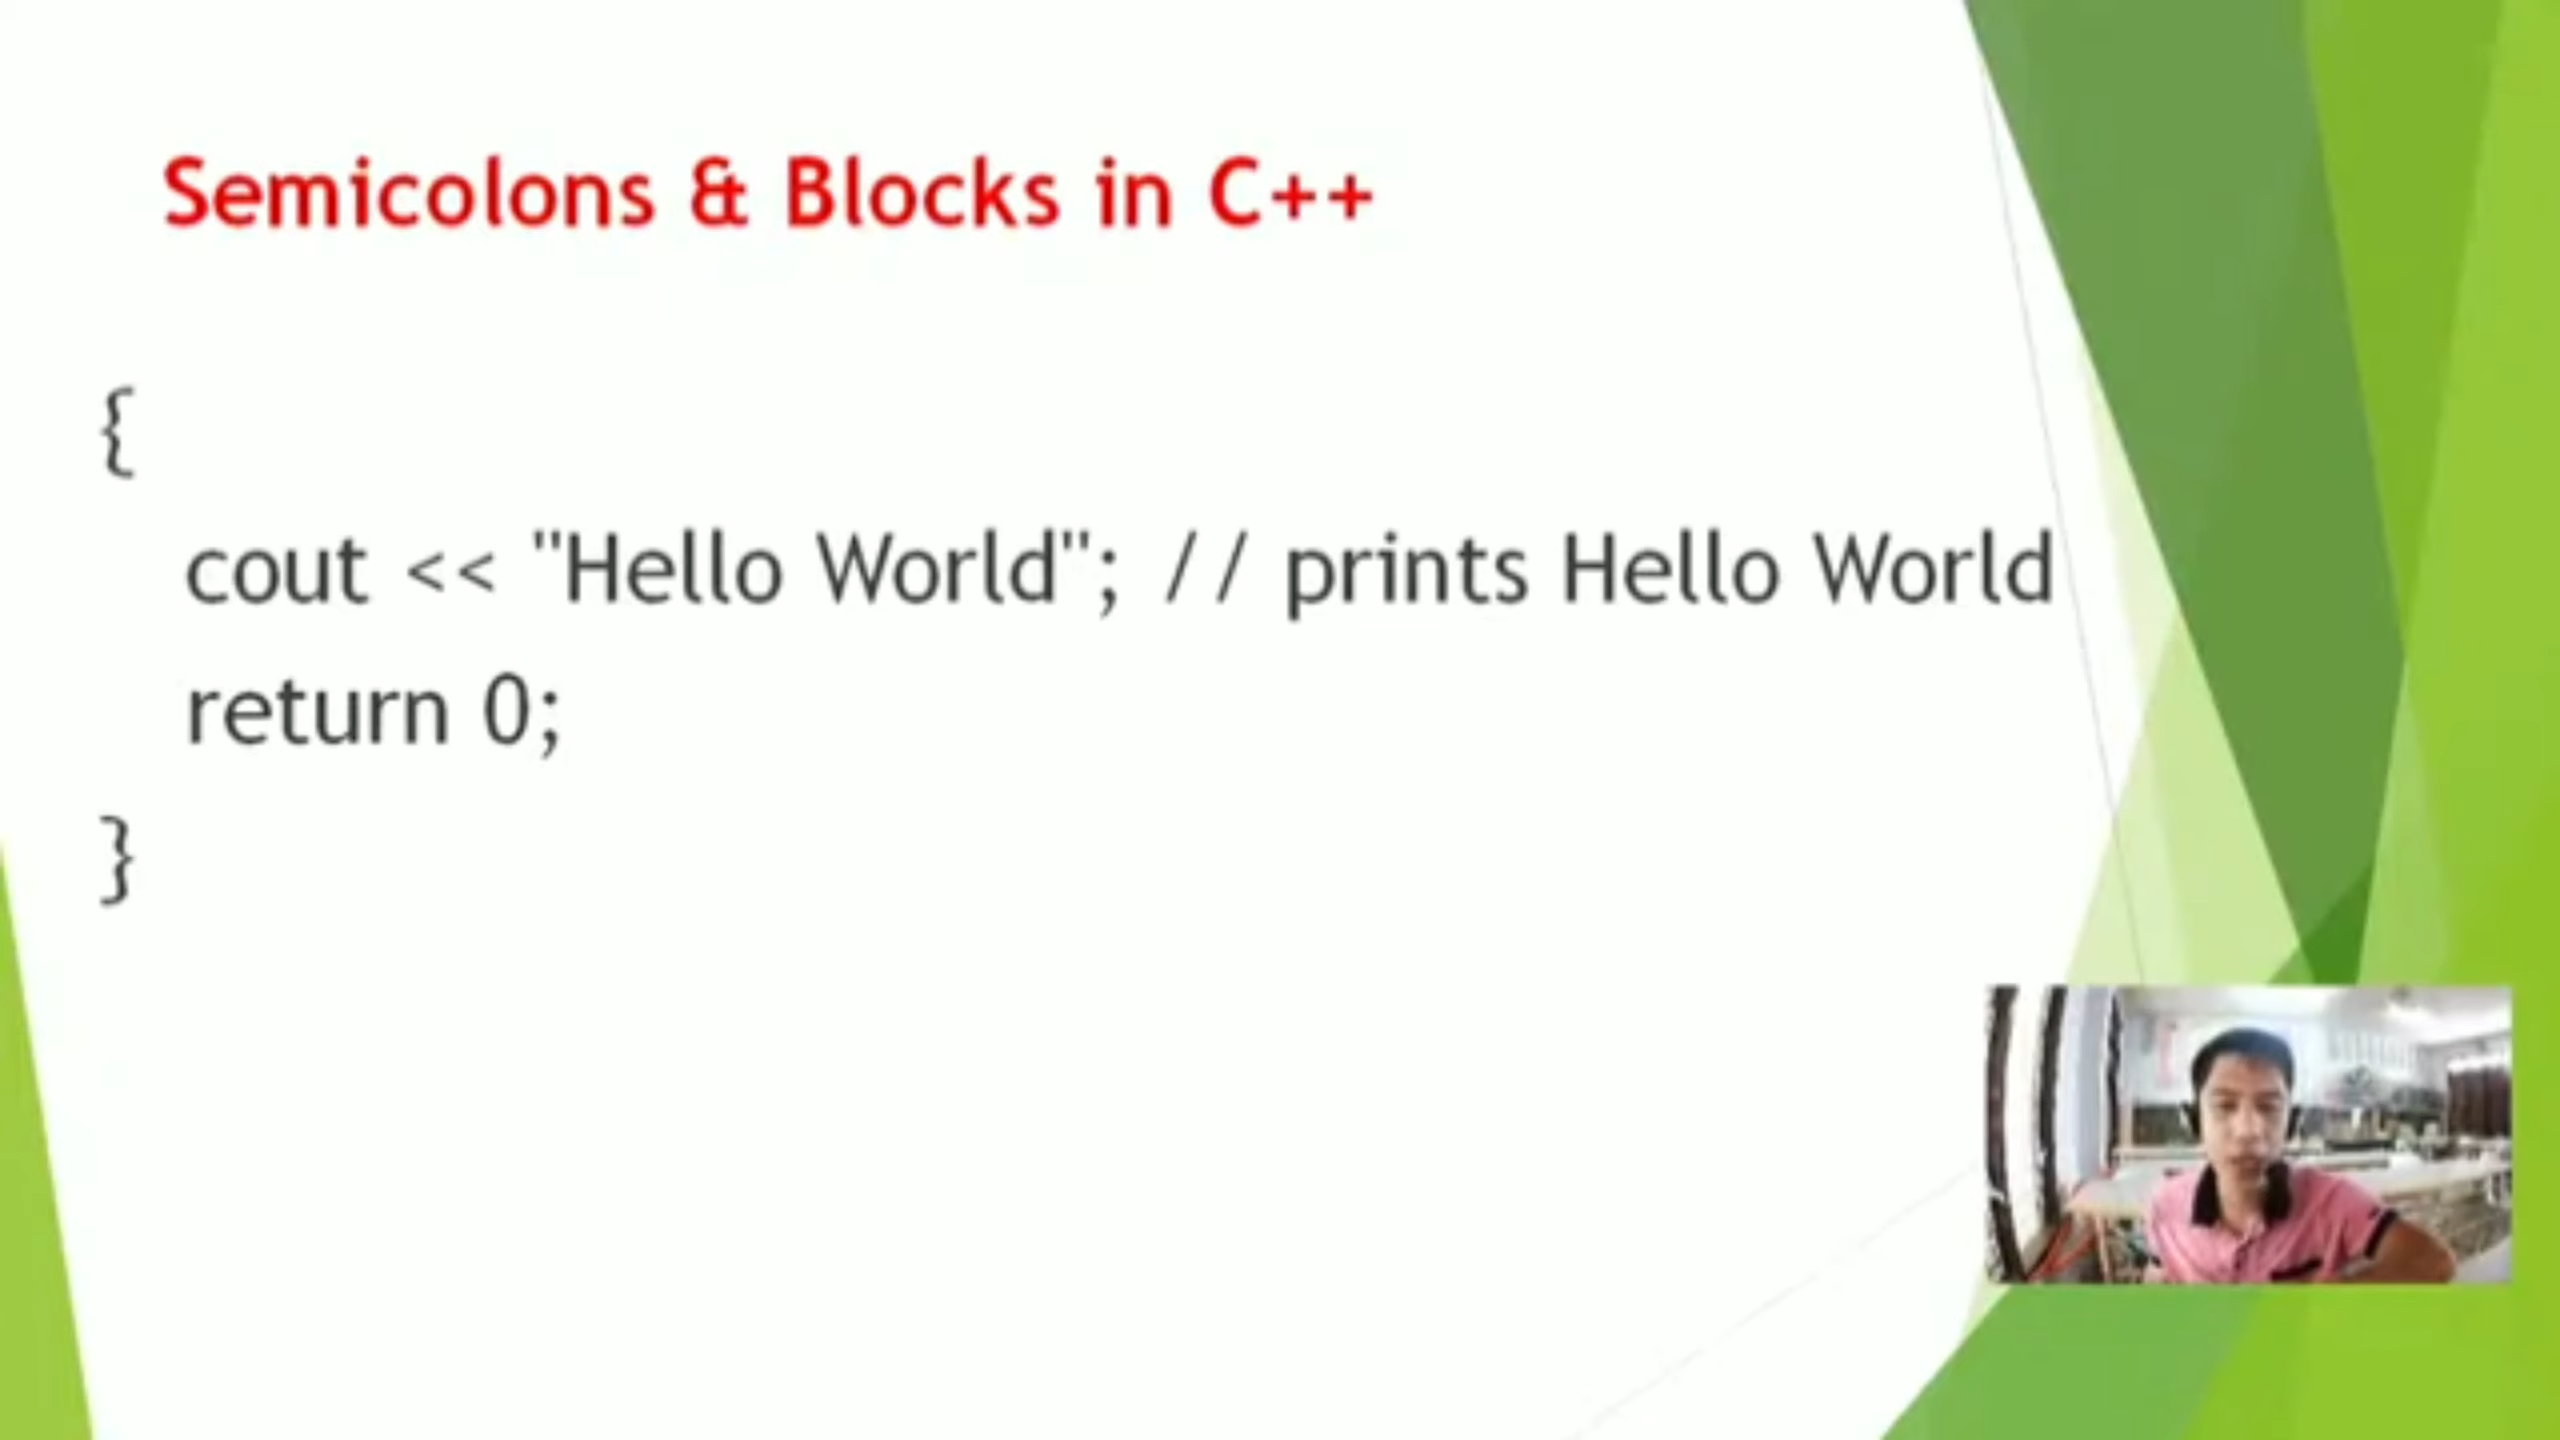 Semicolons & Blocks in C++
{
cout << "Hello World"; // prints Hello World
return 0;
}